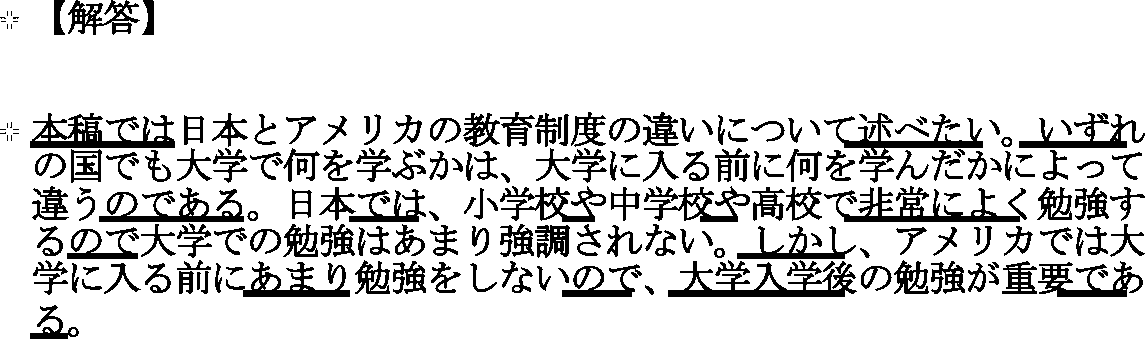 【解答】
本稿では日本とアメリカの教育制度の違いについて述べたい。いずれ
の国でも大学で何を学ぶかは、大学に入る前に何を学んだかによって
違うのである。日本では、小学校や中学校や高校で非常によく勉強す
るので大学での勉強はあまり強調されない。しかし、アメリカでは大
学に入る前にあまり勉強をしないので、大学入学後の勉強が重要であ
る。